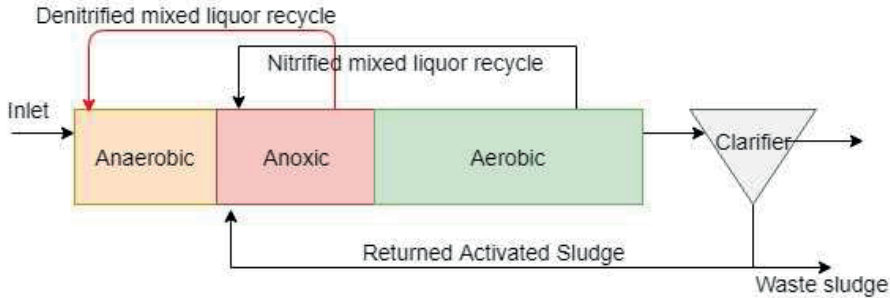 Denitrified mixed liquor recycle
Nitrified mixed liquor recycle
Inlet
Anaerobic
Anoxic
Aerobic
Clarifier
Returned Activated Sludge
Waste sludge